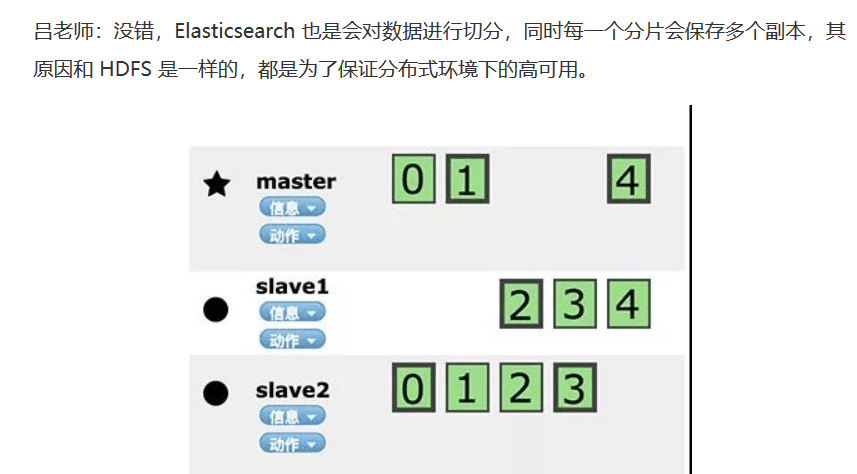 吕老师：没错，Elasticsearch 也是会对数据进行切分，同时每一个分片会保存多个副本，其
原因和 HDFS 是一样的，都是为了保证分布式环境下的高可用。
master 0 1 4
信息
动作
slave1 2 3 4
信息
动作
slave2 0 1 2 3
信息
动作